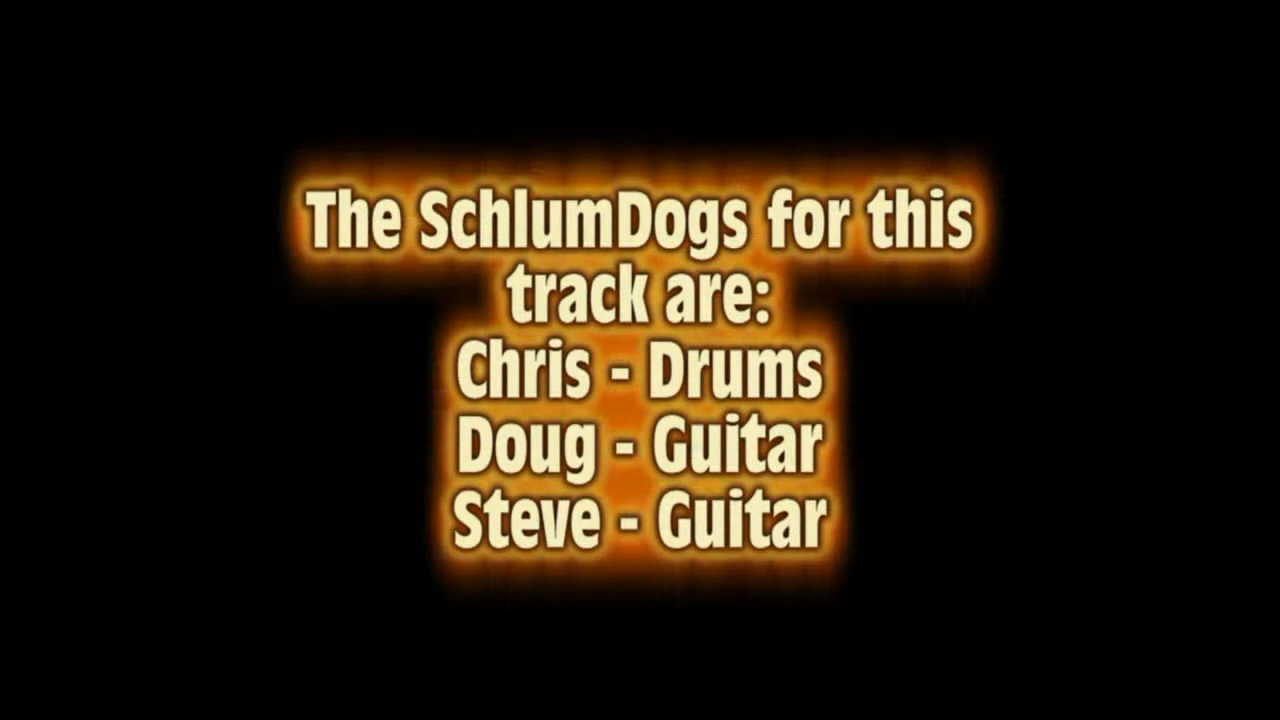 The SchlumDogs for this
track are:
Chris - Drums
Doug - Guitar
Steve - Guitar